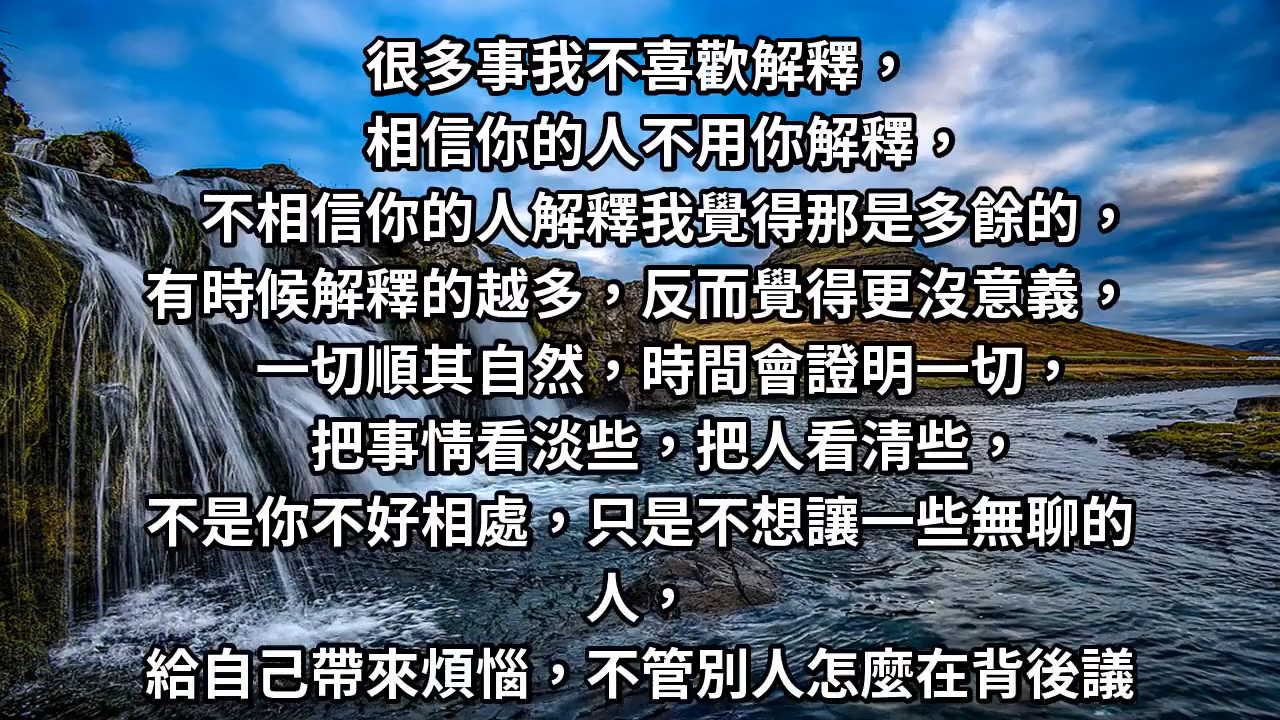 很多事我不喜歡解釋，
相信你的人不用你解釋，
不相信你的人解釋我覺得那是多餘的，
有時候解釋的越多，反而覺得更沒意義，
一切順其自然，時間會證明一切，
把事情看淡些，把人看清些，
不是你不好相處，只是不想讓一些無聊的
人，
給自己帶來煩惱，不管別人怎麼在背後議